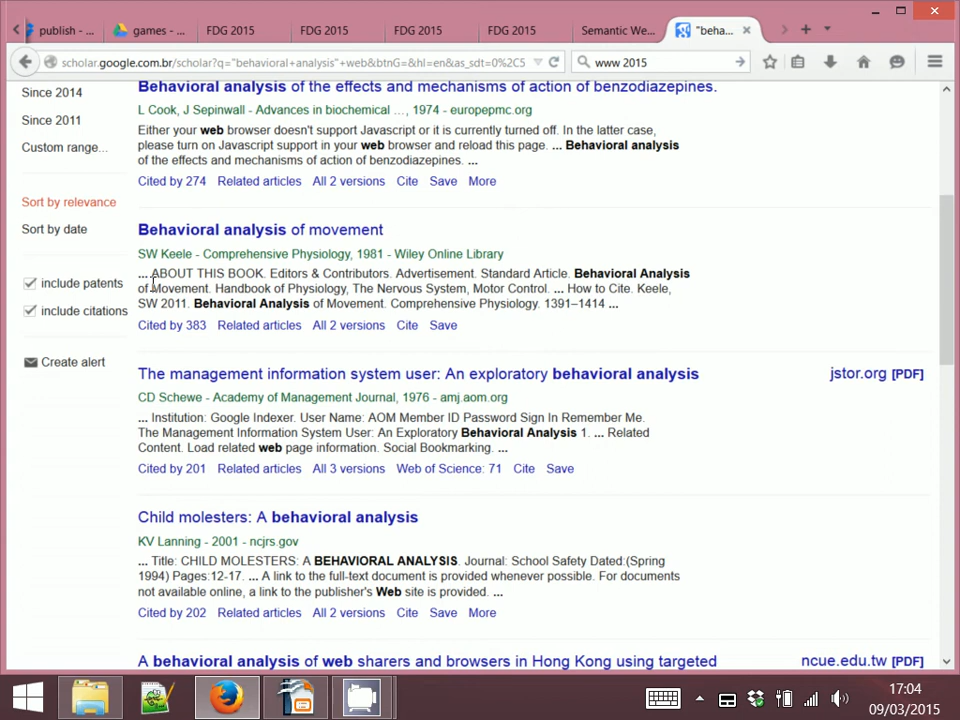 publish - ...
games - ...
FDG 2015
FDG 2015
FDG 2015
FDG 2015
Semantic We...
"beha...
scholar.google.com.br/scholar?q="behavioral+analysis"+web&btnG=&hl=en&as_sdt=0%2C5
www 2015
Since 2014
Since 2011
Custom range...
Sort by relevance
Sort by date
include patents
include citations
Create alert
Behavioral analysis of the effects and mechanisms of action of benzodiazepines.
L Cook, J Sepinwall - Advances in biochemical ..., 1974 - europepmc.org
Either your web browser doesn't support Javascript or it is currently turned off. In the latter case,
please turn on Javascript support in your web browser and reload this page. ... Behavioral analysis
of the effects and mechanisms of action of benzodiazepines. ...
Cited by 274 Related articles All 2 versions Cite Save More
Behavioral analysis of movement
SW Keele - Comprehensive Physiology, 1981 - Wiley Online Library
... ABOUT THIS BOOK. Editors & Contributors. Advertisement. Standard Article. Behavioral Analysis
of Movement. Handbook of Physiology, The Nervous System, Motor Control. ... How to Cite. Keele,
SW 2011. Behavioral Analysis of Movement. Comprehensive Physiology. 1391–1414 ...
Cited by 383 Related articles All 2 versions Cite Save
The management information system user: An exploratory behavioral analysis
jstor.org [PDF]
CD Schewe - Academy of Management Journal, 1976 - amj.aom.org
... Institution: Google Indexer. User Name: AOM Member ID Password Sign In Remember Me.
The Management Information System User: An Exploratory Behavioral Analysis 1. ... Related
Content. Load related web page information. Social Bookmarking. ...
Cited by 201 Related articles All 3 versions Web of Science: 71 Cite Save
Child molesters: A behavioral analysis
KV Lanning - 2001 - ncjrs.gov
... Title: CHILD MOLESTERS: A BEHAVIORAL ANALYSIS. Journal: School Safety Dated:(Spring
1994) Pages:12-17. ... A link to the full-text document is provided whenever possible. For documents
not available online, a link to the publisher's Web site is provided. ...
Cited by 202 Related articles All 2 versions Cite Save More
A behavioral analysis of web sharers and browsers in Hong Kong using targeted
ncue.edu.tw [PDF]
17:04
09/03/2015